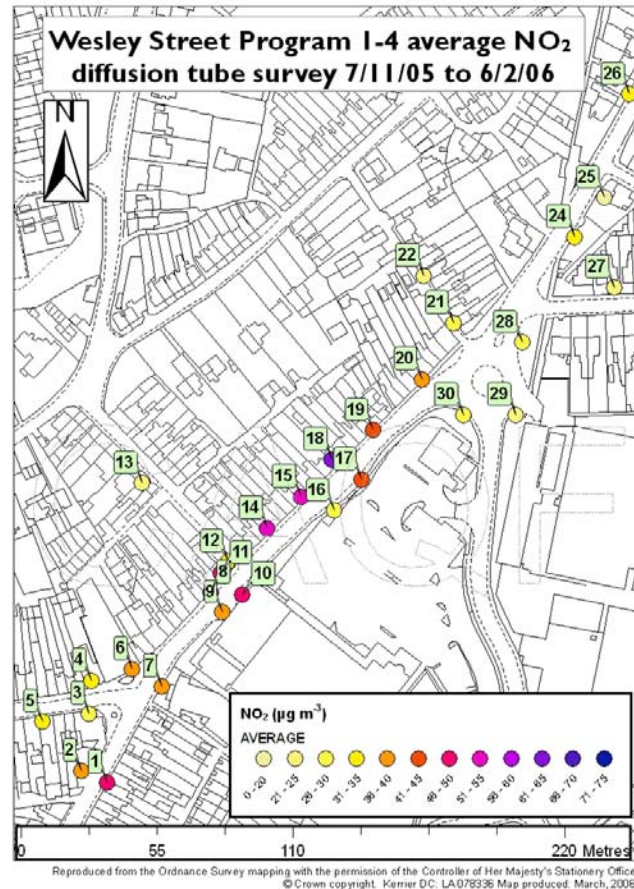 Wesley Street Program 1-4 average NO₂
diffusion tube survey 7/11/05 to 6/2/06
N
26
25
24
22
27
21
28
20
30
29
19
18
17
13
15
16
14
12
11
8
10
9
6
7
4
3
5
2
1
NO₂ (µg m⁻³)
AVERAGE
0 - 20
21 - 25
26 - 30
31 - 35
36 - 40
41 - 45
46 - 50
51 - 55
56 - 60
61 - 65
66 - 70
71 - 75
0 55 110 220 Metres
Reproduced from the Ordnance Survey mapping with the permission of the Controller of Her Majesty's Stationery Office
© Crown copyright. Kerrier DC: LA078336 Map produced: March, 2006